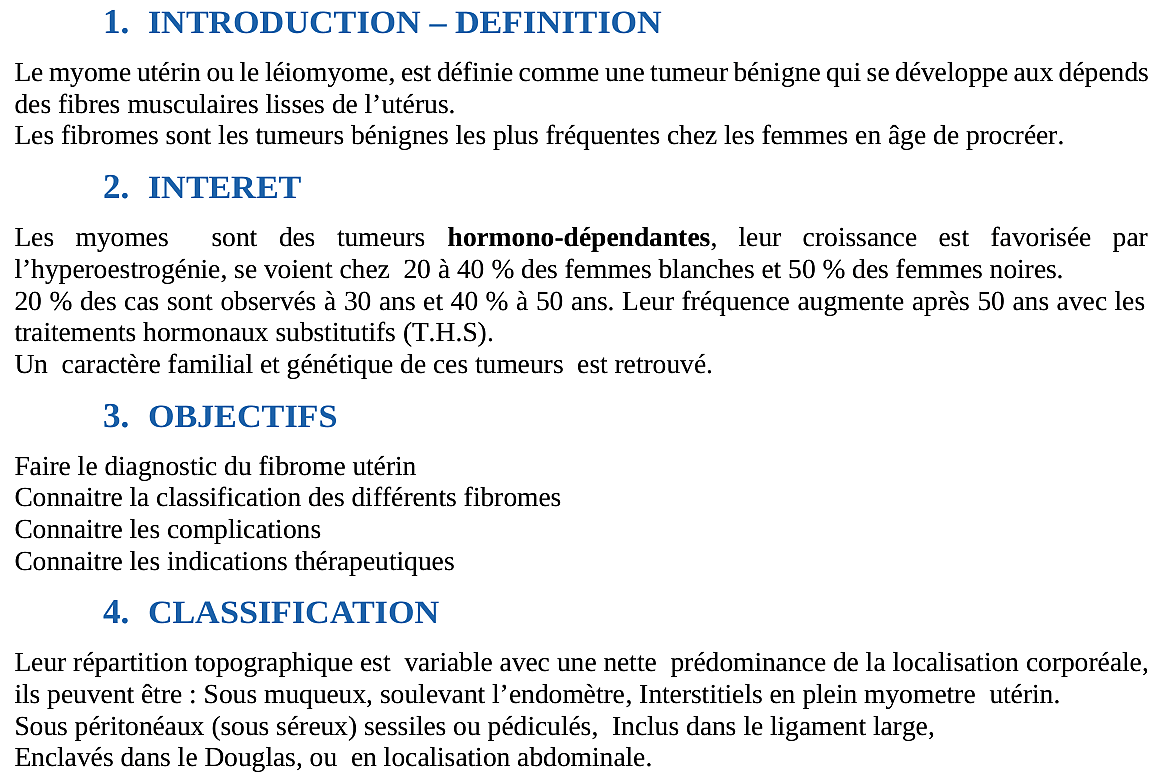 1. INTRODUCTION – DEFINITION
Le myome utérin ou le léiomyome, est définie comme une tumeur bénigne qui se développe aux dépends
des fibres musculaires lisses de l’utérus.
Les fibromes sont les tumeurs bénignes les plus fréquentes chez les femmes en âge de procréer.
2. INTERET
Les myomes sont des tumeurs hormono-dépendantes, leur croissance est favorisée par
l’hyperoestrogénie, se voient chez 20 à 40 % des femmes blanches et 50 % des femmes noires.
20 % des cas sont observés à 30 ans et 40 % à 50 ans. Leur fréquence augmente après 50 ans avec les
traitements hormonaux substitutifs (T.H.S).
Un caractère familial et génétique de ces tumeurs est retrouvé.
3. OBJECTIFS
Faire le diagnostic du fibrome utérin
Connaitre la classification des différents fibromes
Connaitre les complications
Connaitre les indications thérapeutiques
4. CLASSIFICATION
Leur répartition topographique est variable avec une nette prédominance de la localisation corporéale,
ils peuvent être : Sous muqueux, soulevant l’endomètre, Interstitiels en plein myometre utérin.
Sous péritonéaux (sous séreux) sessiles ou pédiculés, Inclus dans le ligament large,
Enclavés dans le Douglas, ou en localisation abdominale.